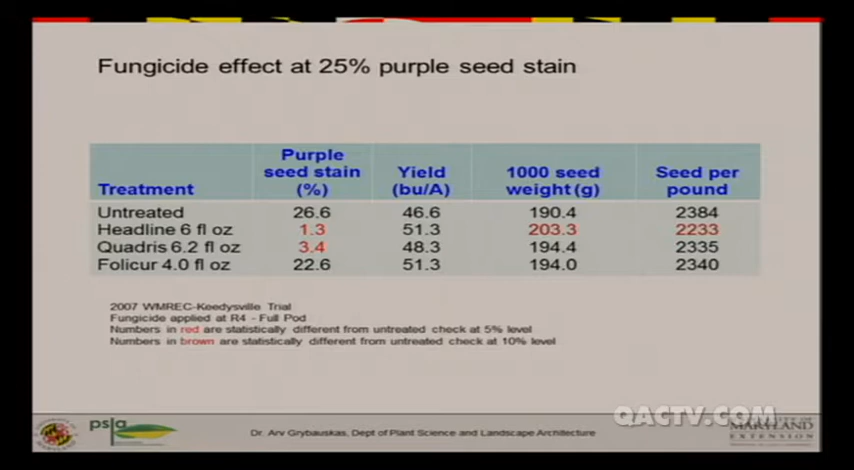 Fungicide effect at 25% purple seed stain
Treatment Purple seed stain (%) Yield (bu/A) 1000 seed weight (g) Seed per pound
Untreated 26.6 46.6 190.4 2384
Headline 6 fl oz 1.3 51.3 203.3 2233
Quadris 6.2 fl oz 3.4 48.3 194.4 2335
Folicur 4.0 fl oz 22.6 51.3 194.0 2340
2007 WMREC-Keedysville Trial
Fungicide applied at R4 - Full Pod
Numbers in red are statistically different from untreated check at 5% level
Numbers in brown are statistically different from untreated check at 10% level
psla
Dr. Arv Grybauskas, Dept of Plant Science and Landscape Architecture
QACTV.COM
MARYLAND
EXTENSION